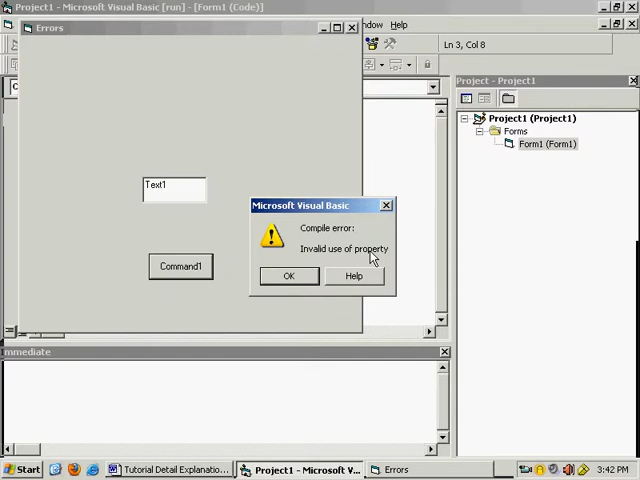 Project1 - Microsoft Visual Basic [run] - [Form1 (Code)]
Errors
ndow Help
Ln 3, Col 8
Project - Project1
Project1 (Project1)
Forms
Form1 (Form1)
Text1
Command1
Microsoft Visual Basic
Compile error:
Invalid use of property
OK
Help
mmediate
Start
Tutorial Detail Explanatio...
Project1 - Microsoft V...
Errors
3:42 PM